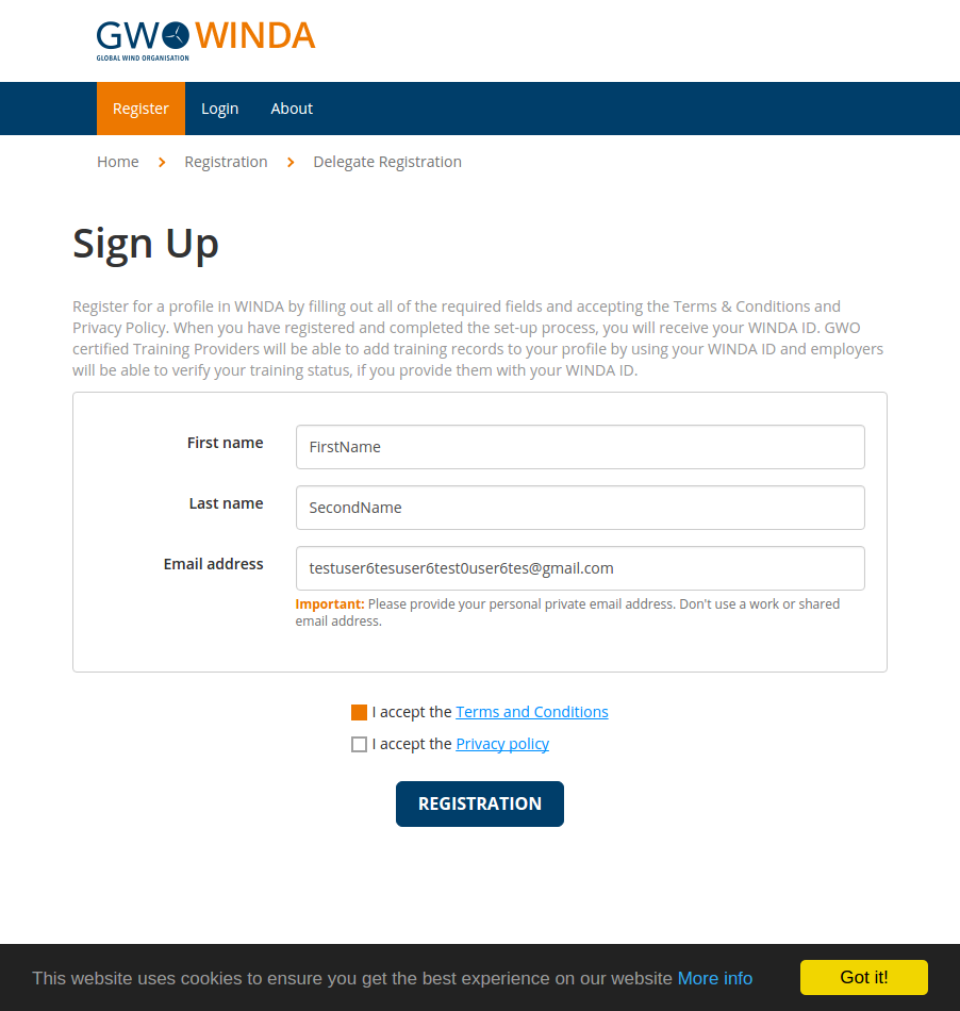 GWO WINDA
GLOBAL WIND ORGANISATION
Register Login About
Home Registration Delegate Registration
Sign Up
Register for a profile in WINDA by filling out all of the required fields and accepting the Terms & Conditions and
Privacy Policy. When you have registered and completed the set-up process, you will receive your WINDA ID. GWO
certified Training Providers will be able to add training records to your profile by using your WINDA ID and employers
will be able to verify your training status, if you provide them with your WINDA ID.
First name FirstName
Last name SecondName
Email address testuser6tesuser6test0user6tes@gmail.com
Important: Please provide your personal private email address. Don't use a work or shared
email address.
I accept the Terms and Conditions
I accept the Privacy policy
REGISTRATION
This website uses cookies to ensure you get the best experience on our website More info Got it!